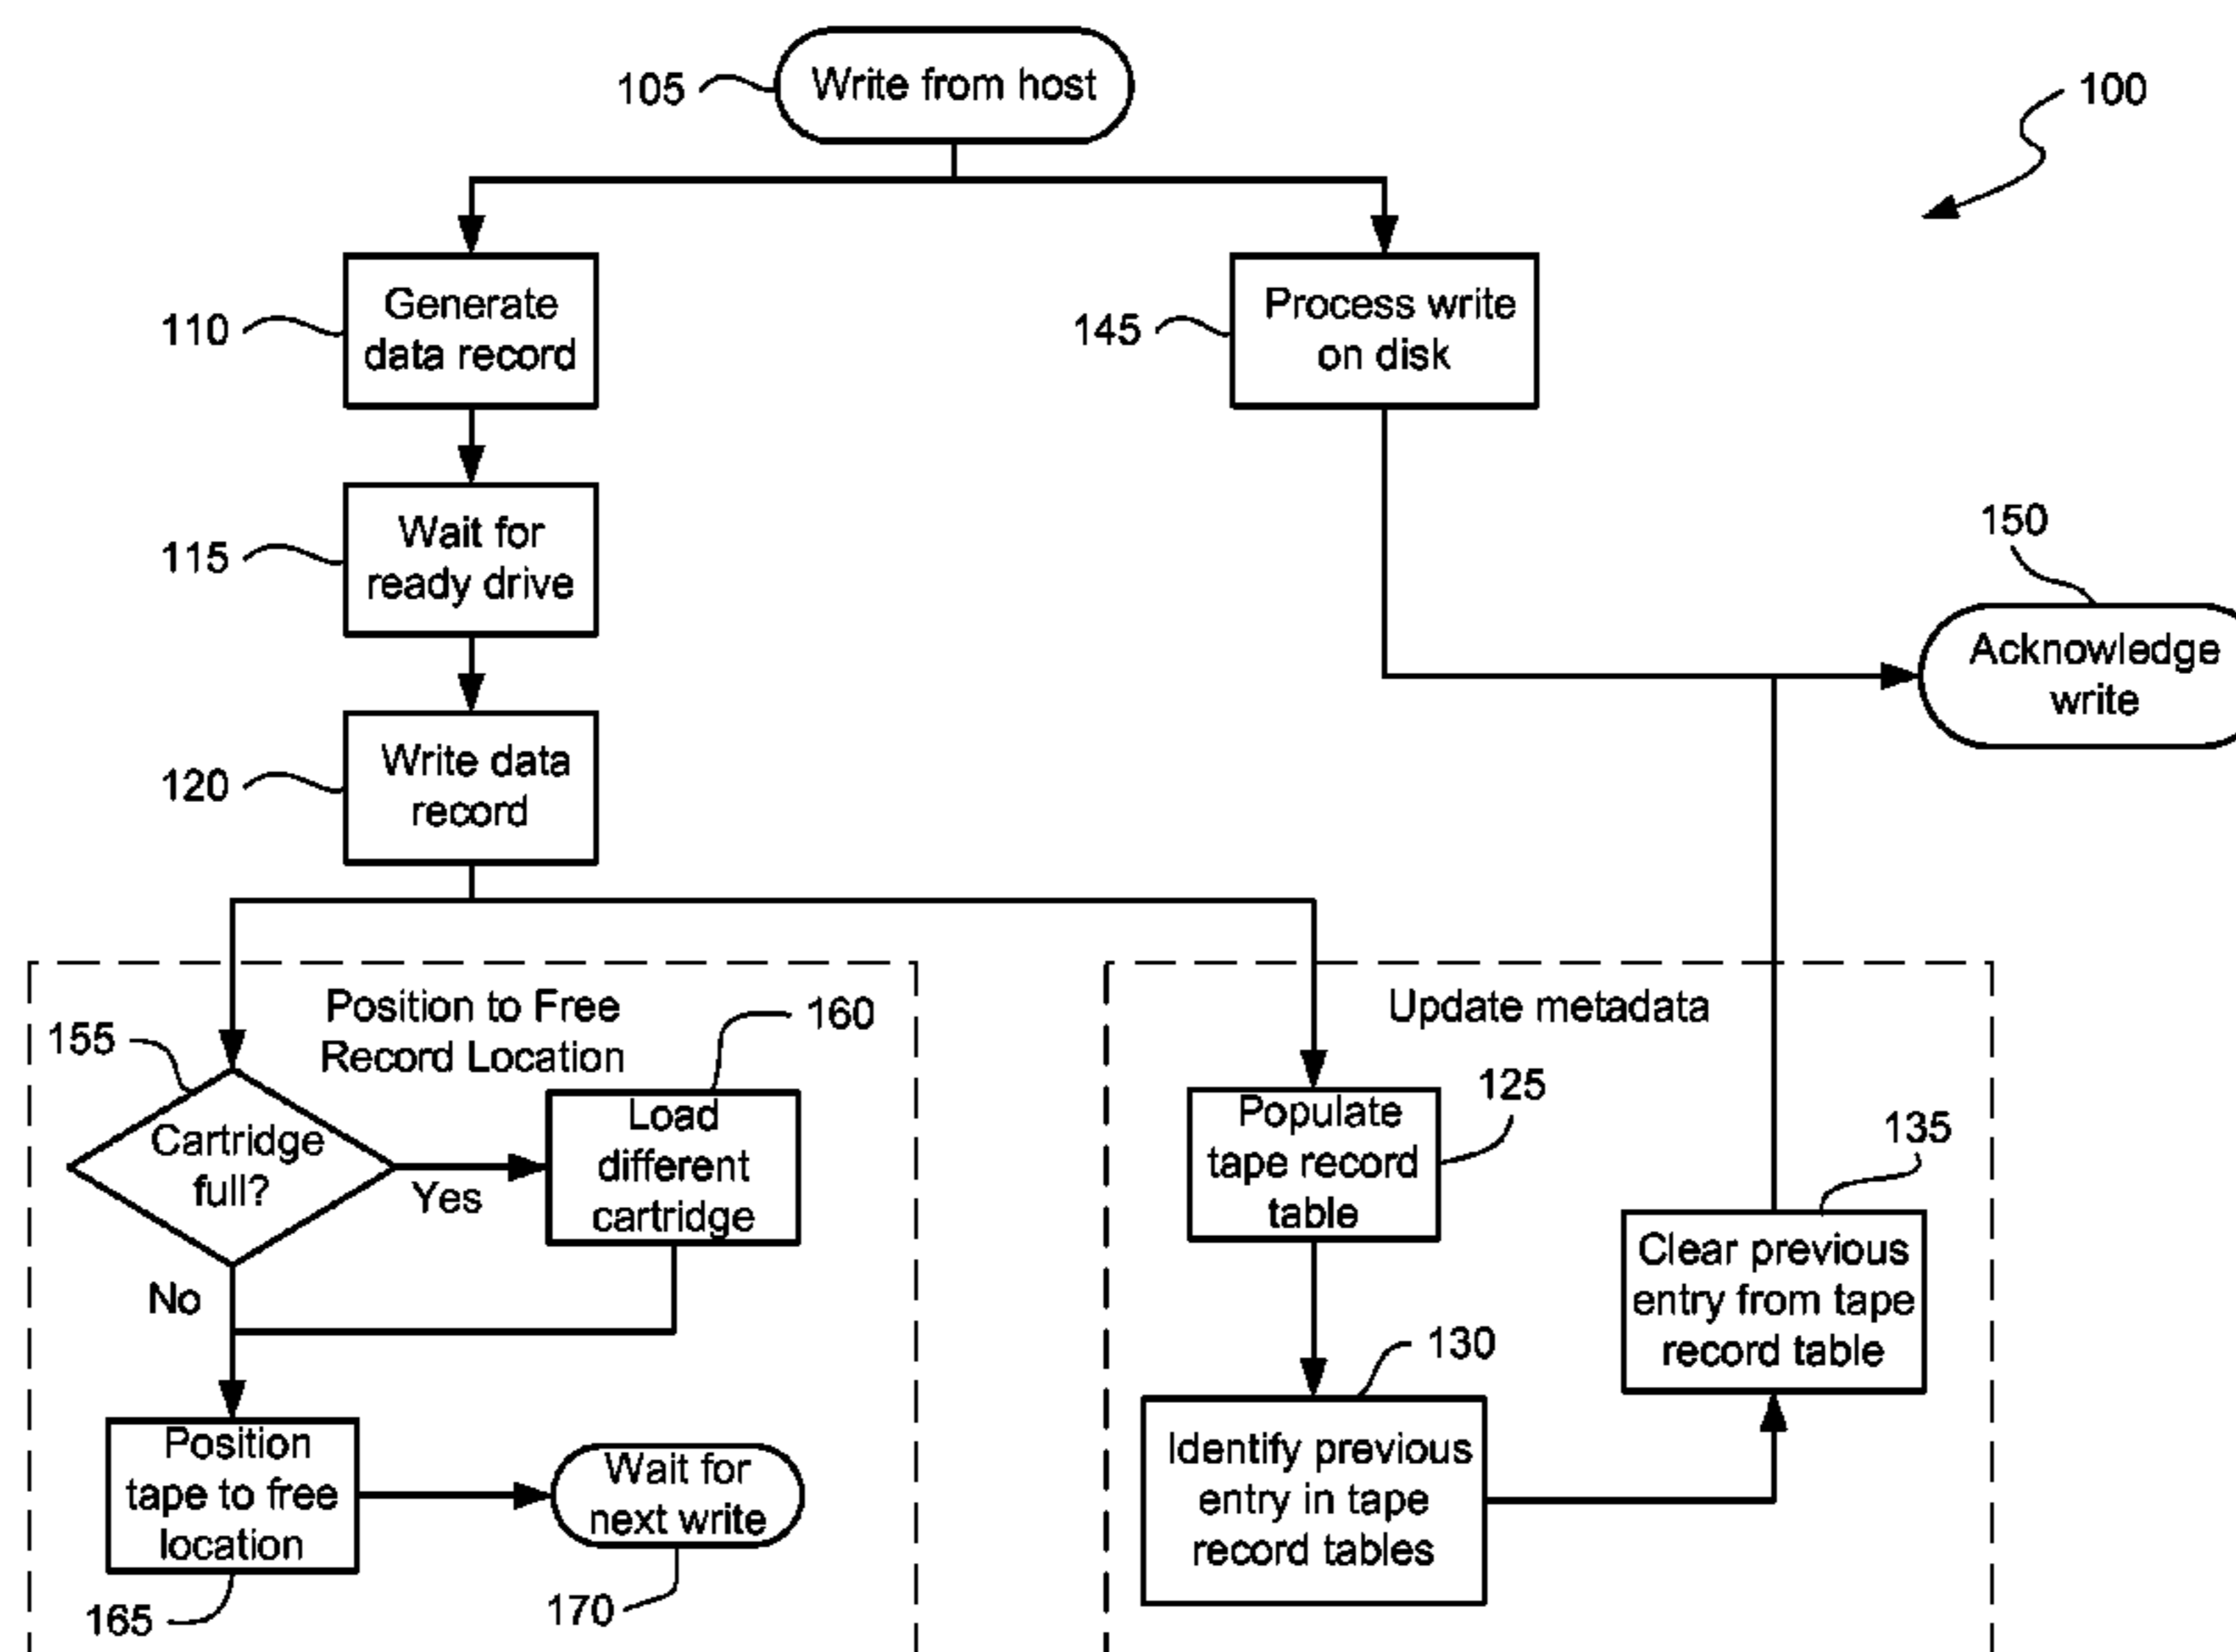 105
Write from host
100
Generate
data record
110
Process write
on disk
145
Wait for
ready drive
115
150
Acknowledge
write
Write data
record
120
Position to Free
Record Location
160
155
Cartridge
full?
Yes
No
Load
different
cartridge
Update metadata
Populate
tape record
table
125
135
Clear previous
entry from tape
record table
130
Identify previous
entry in tape
record tables
Position
tape to free
location
165
Wait for
next write
170